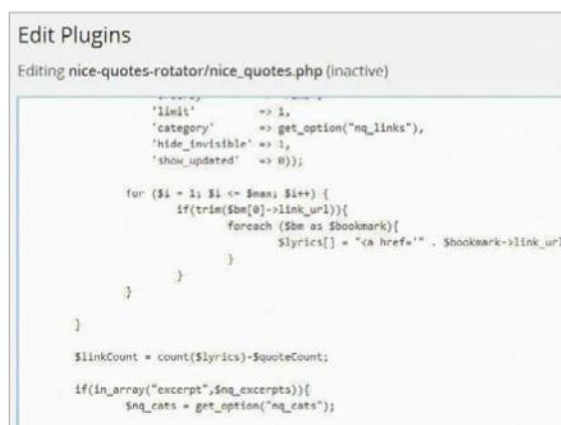 Edit Plugins
Editing nice-quotes-rotator/nice_quotes.php (inactive)
'limit' => 1,
'category' => get_option("nq_links"),
'hide_invisible' => 1,
'show_updated' => 0));
for ($i = 1; $i <= $max; $i++) {
if(trim($bm[0]->link_url)){
foreach ($bm as $bookmark){
$lyrics[] = "<a href='" . $bookmark->link_url
}
}
}
}
$linkCount = count($lyrics)-$quoteCount;
if(in_array("excerpt",$nq_excerpts)){
$nq_cats = get_option("nq_cats");